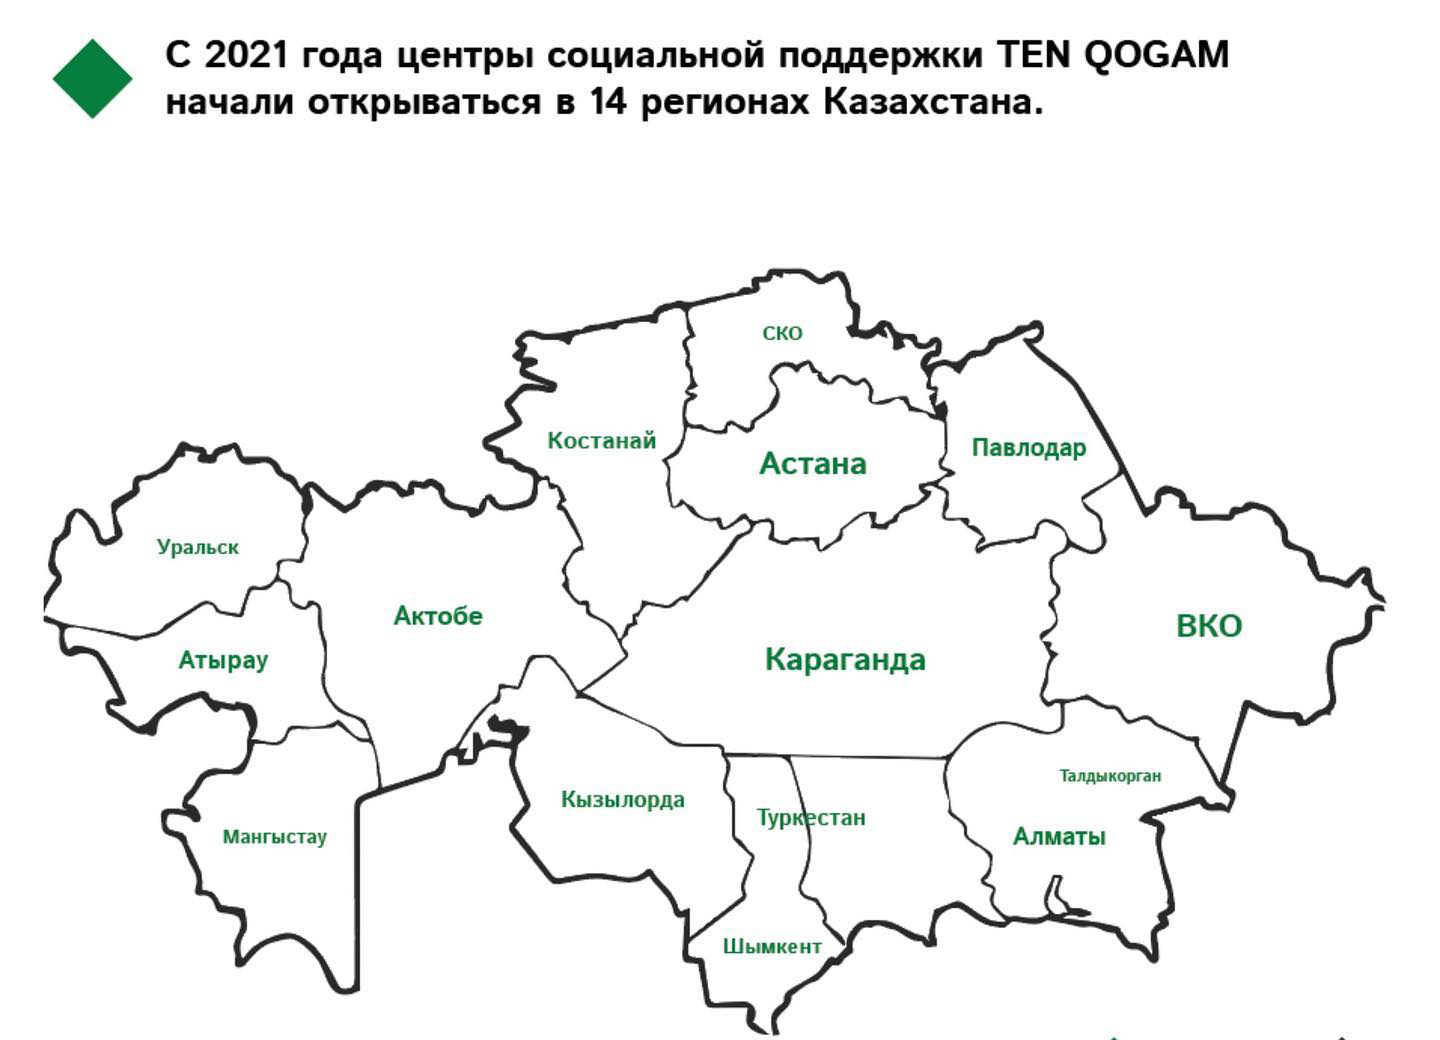 С 2021 года центры социальной поддержки TEN QOGAM
начали открываться в 14 регионах Казахстана.
СКО
Костанай
Астана
Павлодар
Уральск
Актобе
ВКО
Атырау
Караганда
Талдыкорган
Кызылорда
Туркестан
Мангыстау
Алматы
Шымкент